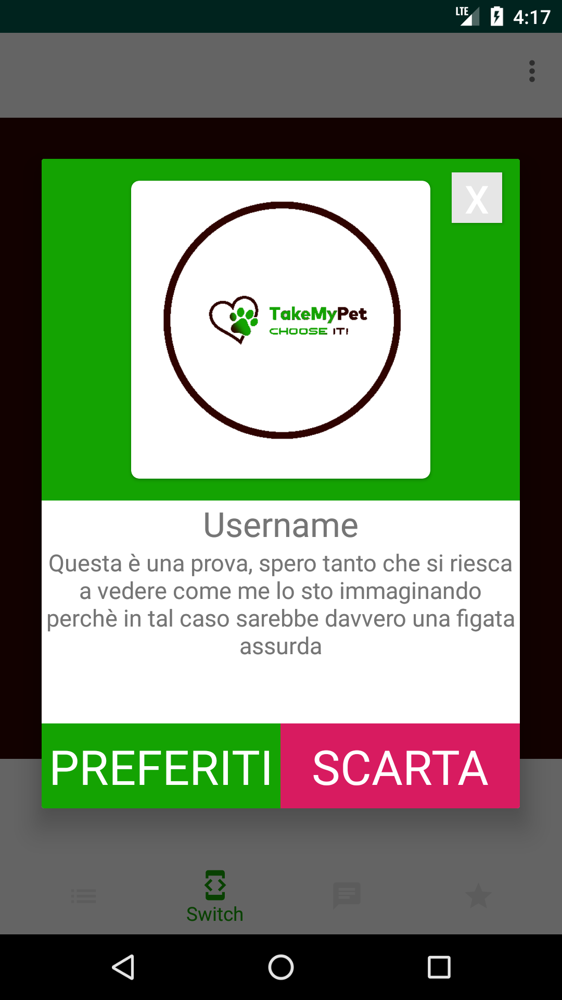 LTE 4:17
X
TakeMyPet
CHOOSE IT!
Username
Questa è una prova, spero tanto che si riesca
a vedere come me lo sto immaginando
perchè in tal caso sarebbe davvero una figata
assurda
PREFERITI SCARTA
Switch